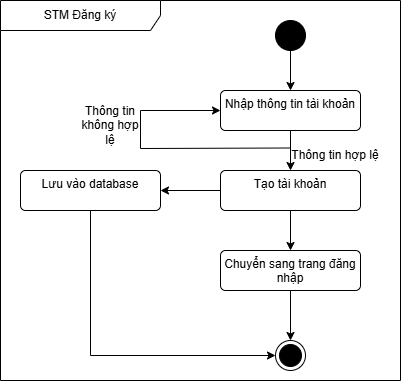 STM Đăng ký
Nhập thông tin tài khoản
Thông tin
không hợp
lệ
Thông tin hợp lệ
Lưu vào database
Tạo tài khoản
Chuyển sang trang đăng
nhập